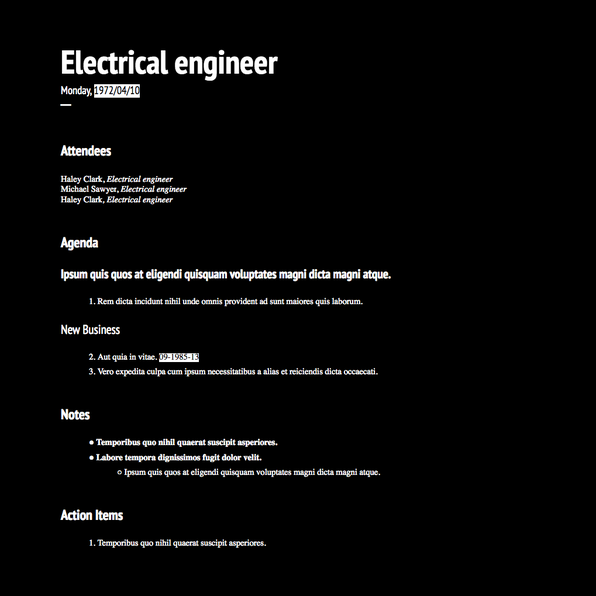 Electrical engineer
Monday, 1972/04/10
Attendees
Haley Clark, Electrical engineer
Michael Sawyer, Electrical engineer
Haley Clark, Electrical engineer
Agenda
Ipsum quis quos at eligendi quisquam voluptates magni dicta magni atque.
1. Rem dicta incidunt nihil unde omnis provident ad sunt maiores quis laborum.
New Business
2. Aut quia in vitae. 09-1985-13
3. Vero expedita culpa cum ipsum necessitatibus a alias et reiciendis dicta occaecati.
Notes
● Temporibus quo nihil quaerat suscipit asperiores.
● Labore tempora dignissimos fugit dolor velit.
○ Ipsum quis quos at eligendi quisquam voluptates magni dicta magni atque.
Action Items
1. Temporibus quo nihil quaerat suscipit asperiores.